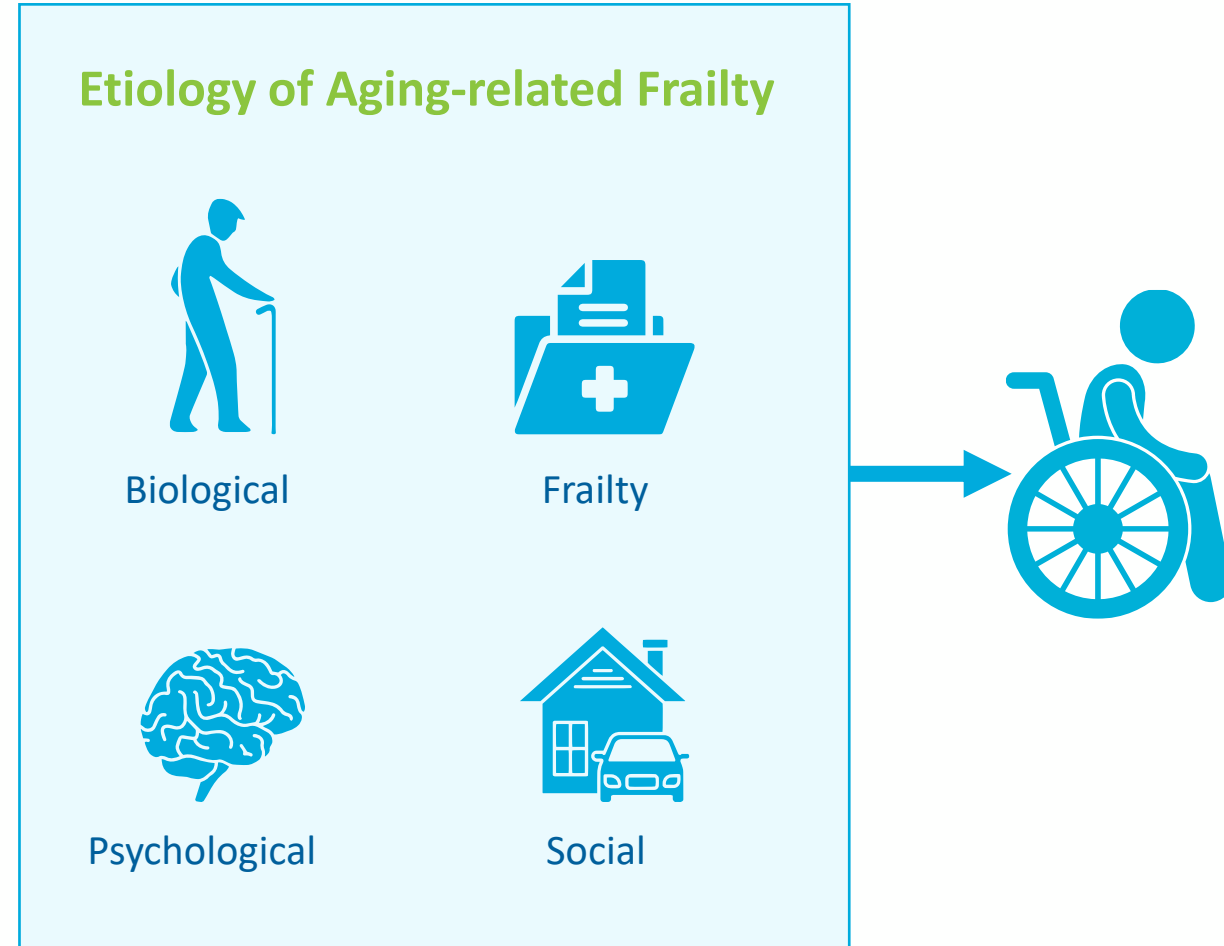 Etiology of Aging-related Frailty
Biological
Frailty
Psychological
Social